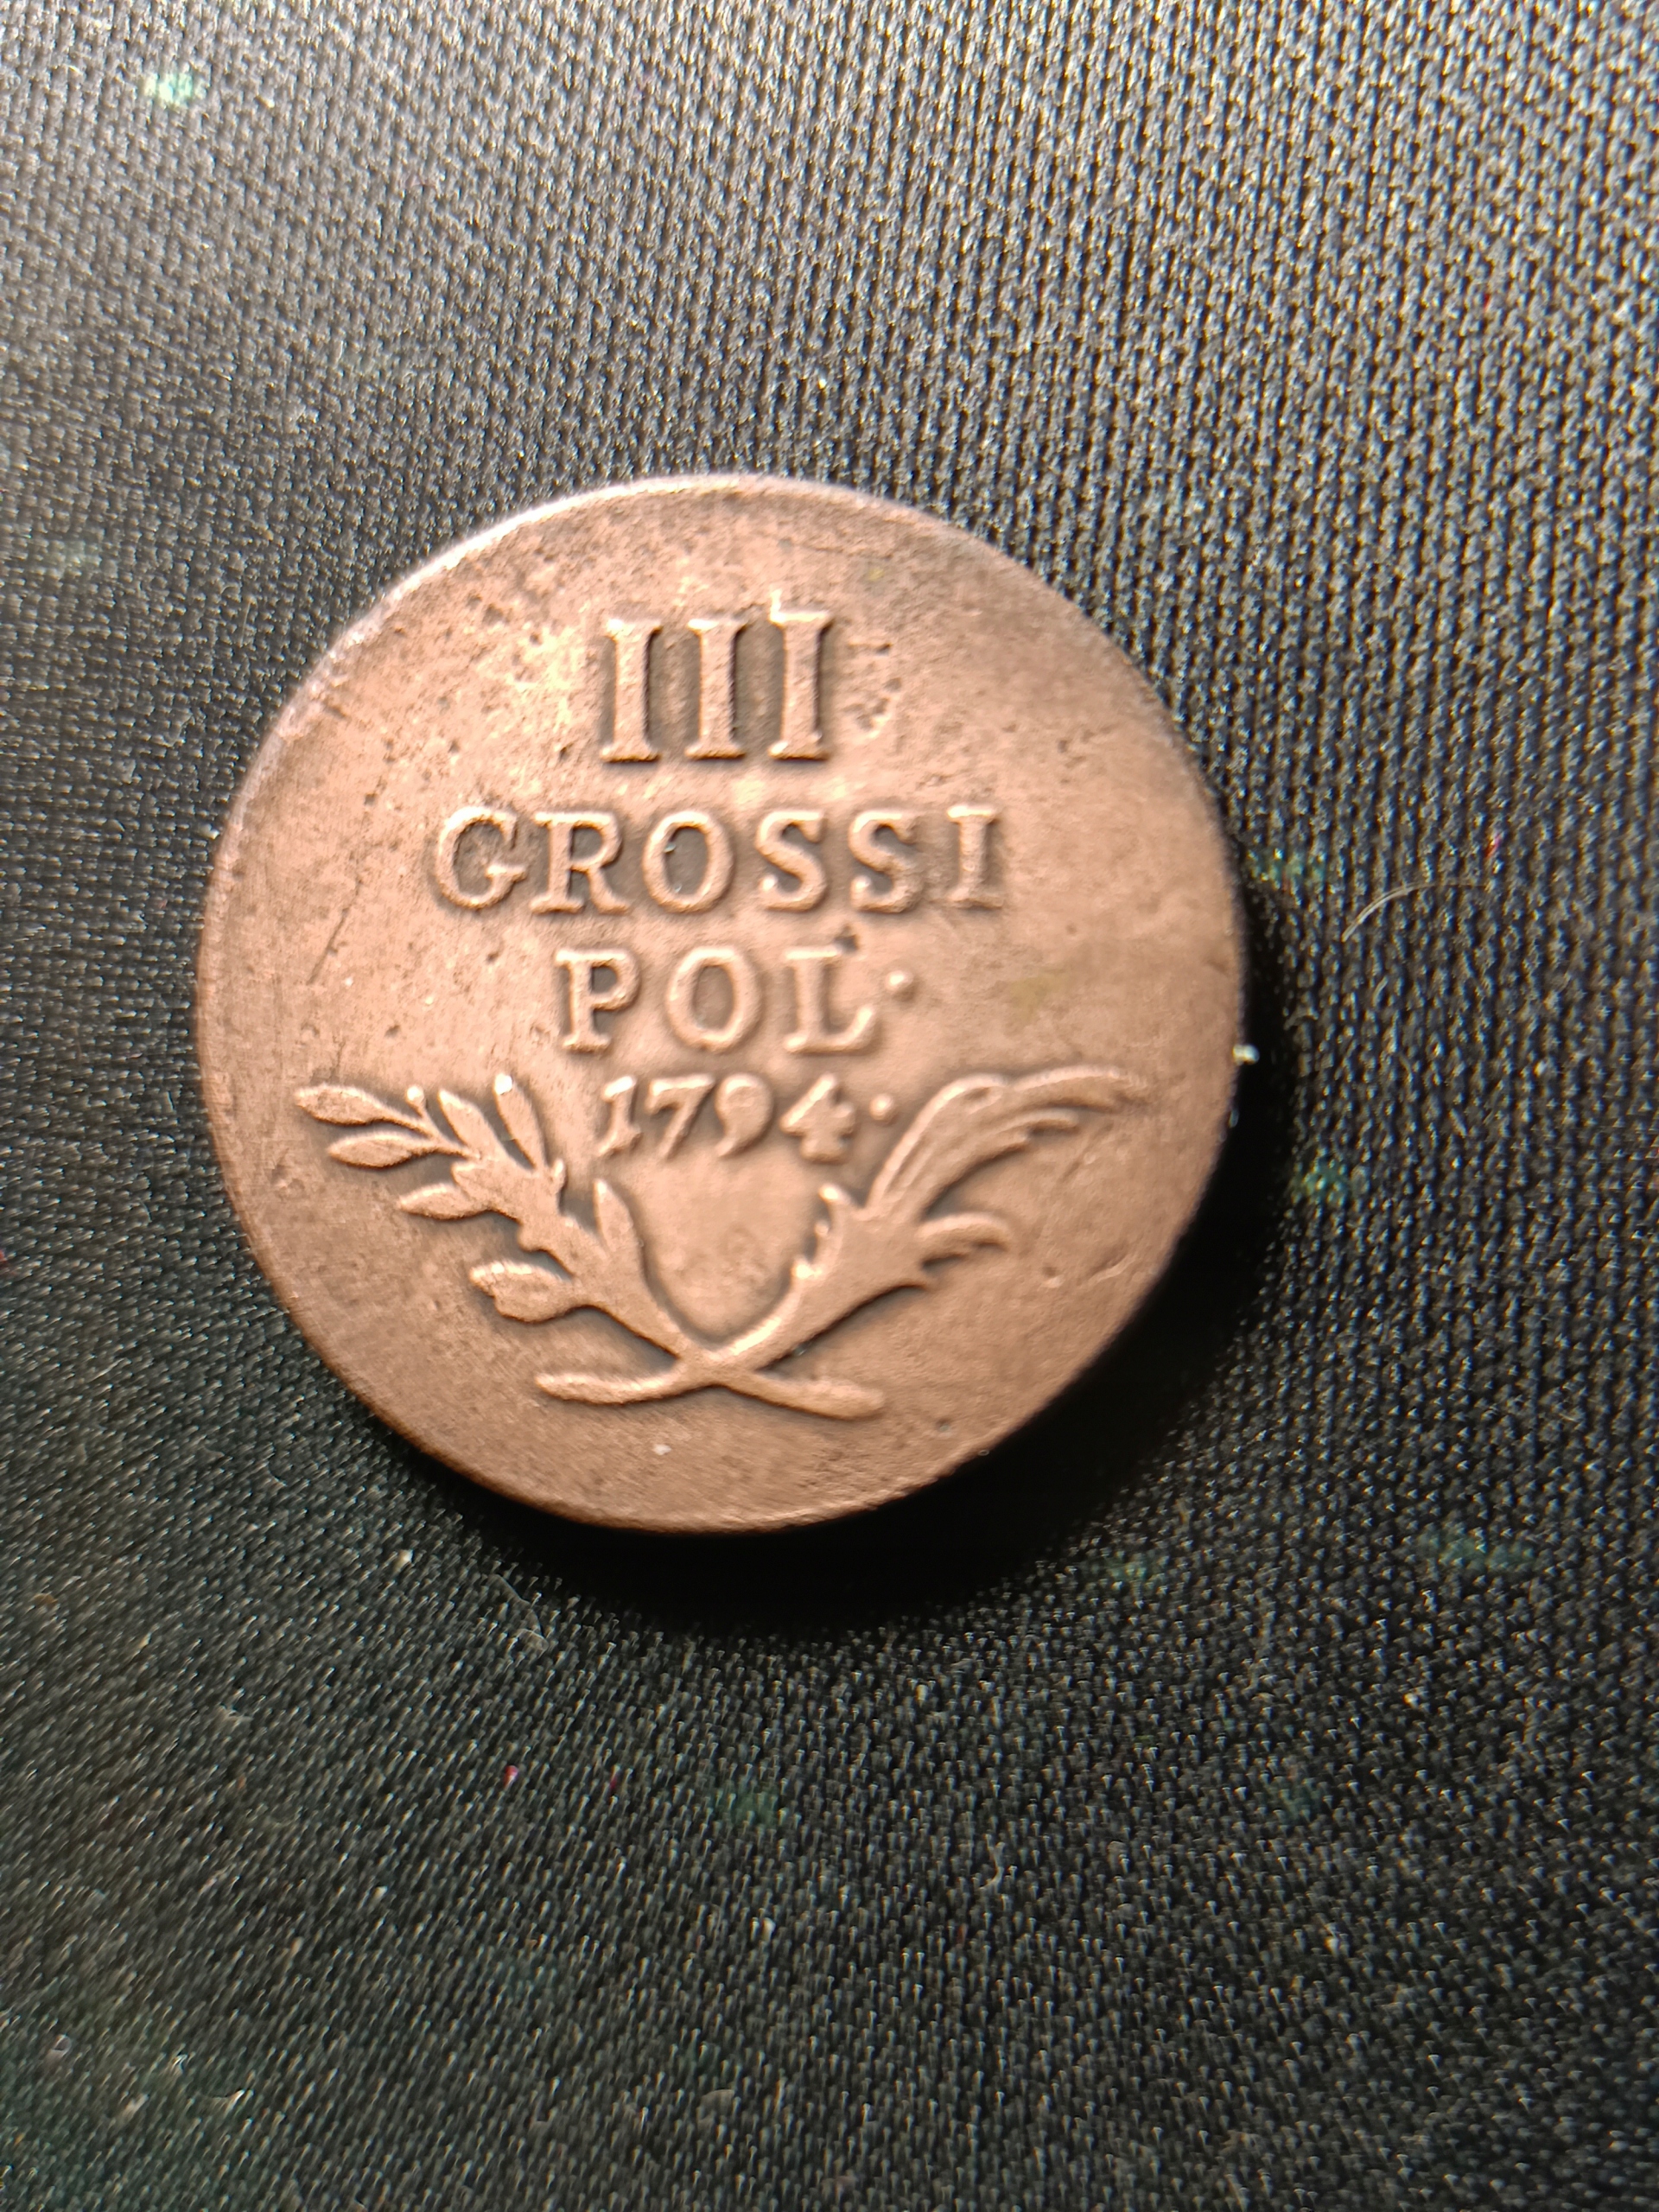 III
GROSSI
POL·
1794·